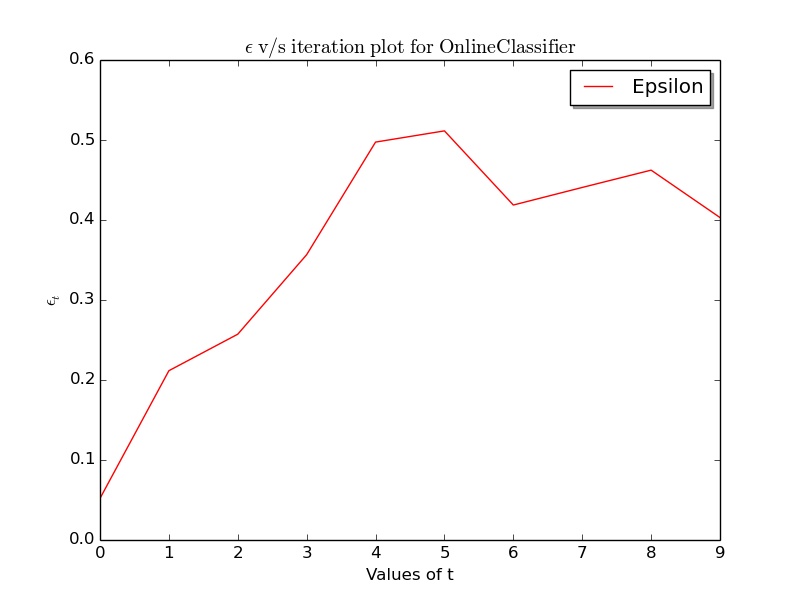 ϵ v/s iteration plot for OnlineClassifier
Epsilon
0.6
0.5
0.4
0.3
0.2
0.1
0.0
ϵt
0 1 2 3 4 5 6 7 8 9
Values of t